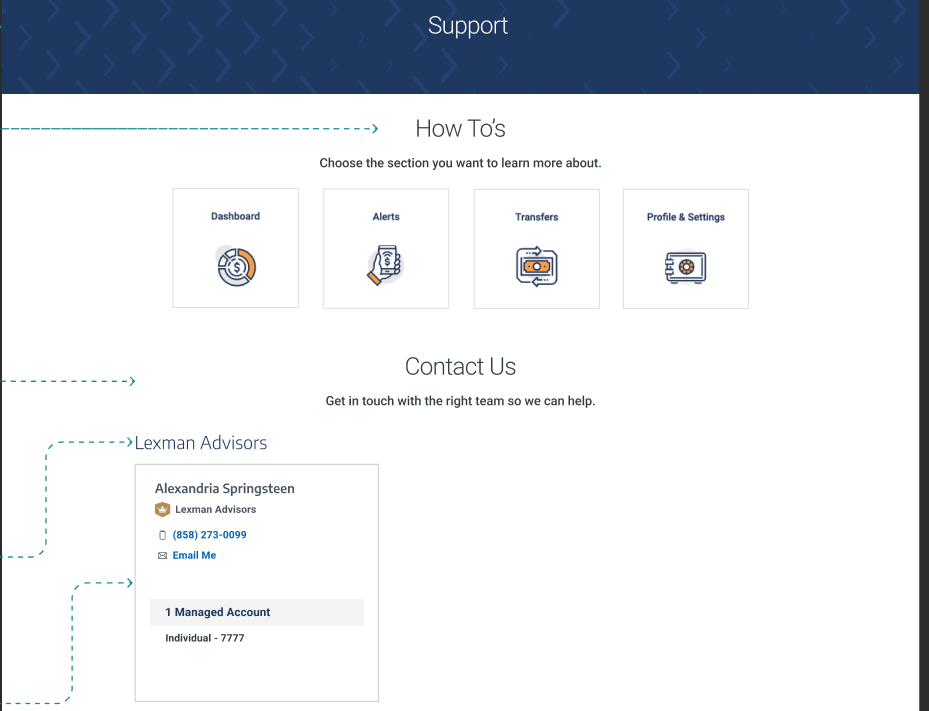 Support
How To’s
Choose the section you want to learn more about.
Dashboard
Alerts
Transfers
Profile & Settings
Contact Us
Get in touch with the right team so we can help.
Lexman Advisors
Alexandria Springsteen
Lexman Advisors
(858) 273-0099
Email Me
1 Managed Account
Individual - 7777